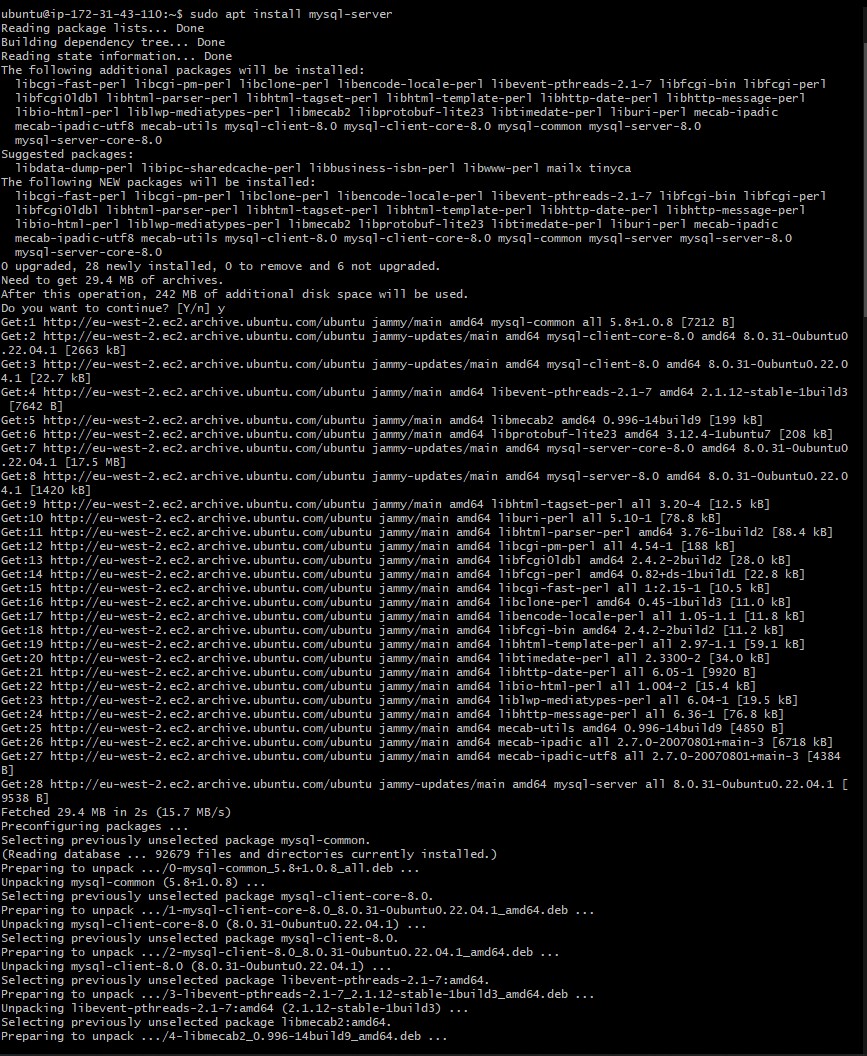 ubuntu@ip-172-31-43-110:~$ sudo apt install mysql-server
Reading package lists... Done
Building dependency tree... Done
Reading state information... Done
The following additional packages will be installed:
  libcgi-fast-perl libcgi-pm-perl libclone-perl libencode-locale-perl libevent-pthreads-2.1-7 libfcgi-bin libfcgi-perl
  libfcgi0ldbl libhtml-parser-perl libhtml-tagset-perl libhtml-template-perl libhttp-date-perl libhttp-message-perl
  libio-html-perl liblwp-mediatypes-perl libmecab2 libprotobuf-lite23 libtimedate-perl liburi-perl mecab-ipadic
  mecab-ipadic-utf8 mecab-utils mysql-client-8.0 mysql-client-core-8.0 mysql-common mysql-server-8.0
  mysql-server-core-8.0
Suggested packages:
  libdata-dump-perl libipc-sharedcache-perl libbusiness-isbn-perl libwww-perl mailx tinyca
The following NEW packages will be installed:
  libcgi-fast-perl libcgi-pm-perl libclone-perl libencode-locale-perl libevent-pthreads-2.1-7 libfcgi-bin libfcgi-perl
  libfcgi0ldbl libhtml-parser-perl libhtml-tagset-perl libhtml-template-perl libhttp-date-perl libhttp-message-perl
  libio-html-perl liblwp-mediatypes-perl libmecab2 libprotobuf-lite23 libtimedate-perl liburi-perl mecab-ipadic
  mecab-ipadic-utf8 mecab-utils mysql-client-8.0 mysql-client-core-8.0 mysql-common mysql-server mysql-server-8.0
  mysql-server-core-8.0
0 upgraded, 28 newly installed, 0 to remove and 6 not upgraded.
Need to get 29.4 MB of archives.
After this operation, 242 MB of additional disk space will be used.
Do you want to continue? [Y/n] y
Get:1 http://eu-west-2.ec2.archive.ubuntu.com/ubuntu jammy/main amd64 mysql-common all 5.8+1.0.8 [7212 B]
Get:2 http://eu-west-2.ec2.archive.ubuntu.com/ubuntu jammy-updates/main amd64 mysql-client-core-8.0 amd64 8.0.31-0ubuntu0
.22.04.1 [2663 kB]
Get:3 http://eu-west-2.ec2.archive.ubuntu.com/ubuntu jammy-updates/main amd64 mysql-client-8.0 amd64 8.0.31-0ubuntu0.22.0
4.1 [22.7 kB]
Get:4 http://eu-west-2.ec2.archive.ubuntu.com/ubuntu jammy/main amd64 libevent-pthreads-2.1-7 amd64 2.1.12-stable-1build3
 [7642 B]
Get:5 http://eu-west-2.ec2.archive.ubuntu.com/ubuntu jammy/main amd64 libmecab2 amd64 0.996-14build9 [199 kB]
Get:6 http://eu-west-2.ec2.archive.ubuntu.com/ubuntu jammy/main amd64 libprotobuf-lite23 amd64 3.12.4-1ubuntu7 [208 kB]
Get:7 http://eu-west-2.ec2.archive.ubuntu.com/ubuntu jammy-updates/main amd64 mysql-server-core-8.0 amd64 8.0.31-0ubuntu0
.22.04.1 [17.5 MB]
Get:8 http://eu-west-2.ec2.archive.ubuntu.com/ubuntu jammy-updates/main amd64 mysql-server-8.0 amd64 8.0.31-0ubuntu0.22.0
4.1 [1420 kB]
Get:9 http://eu-west-2.ec2.archive.ubuntu.com/ubuntu jammy/main amd64 libhtml-tagset-perl all 3.20-4 [12.5 kB]
Get:10 http://eu-west-2.ec2.archive.ubuntu.com/ubuntu jammy/main amd64 liburi-perl all 5.10-1 [78.8 kB]
Get:11 http://eu-west-2.ec2.archive.ubuntu.com/ubuntu jammy/main amd64 libhtml-parser-perl amd64 3.76-1build2 [88.4 kB]
Get:12 http://eu-west-2.ec2.archive.ubuntu.com/ubuntu jammy/main amd64 libcgi-pm-perl all 4.54-1 [188 kB]
Get:13 http://eu-west-2.ec2.archive.ubuntu.com/ubuntu jammy/main amd64 libfcgi0ldbl amd64 2.4.2-2build2 [28.0 kB]
Get:14 http://eu-west-2.ec2.archive.ubuntu.com/ubuntu jammy/main amd64 libfcgi-perl amd64 0.82+ds-1build1 [22.8 kB]
Get:15 http://eu-west-2.ec2.archive.ubuntu.com/ubuntu jammy/main amd64 libcgi-fast-perl all 1:2.15-1 [10.5 kB]
Get:16 http://eu-west-2.ec2.archive.ubuntu.com/ubuntu jammy/main amd64 libclone-perl amd64 0.45-1build3 [11.0 kB]
Get:17 http://eu-west-2.ec2.archive.ubuntu.com/ubuntu jammy/main amd64 libencode-locale-perl all 1.05-1.1 [11.8 kB]
Get:18 http://eu-west-2.ec2.archive.ubuntu.com/ubuntu jammy/main amd64 libfcgi-bin amd64 2.4.2-2build2 [11.2 kB]
Get:19 http://eu-west-2.ec2.archive.ubuntu.com/ubuntu jammy/main amd64 libhtml-template-perl all 2.97-1.1 [59.1 kB]
Get:20 http://eu-west-2.ec2.archive.ubuntu.com/ubuntu jammy/main amd64 libtimedate-perl all 2.3300-2 [34.0 kB]
Get:21 http://eu-west-2.ec2.archive.ubuntu.com/ubuntu jammy/main amd64 libhttp-date-perl all 6.05-1 [9920 B]
Get:22 http://eu-west-2.ec2.archive.ubuntu.com/ubuntu jammy/main amd64 libio-html-perl all 1.004-2 [15.4 kB]
Get:23 http://eu-west-2.ec2.archive.ubuntu.com/ubuntu jammy/main amd64 liblwp-mediatypes-perl all 6.04-1 [19.5 kB]
Get:24 http://eu-west-2.ec2.archive.ubuntu.com/ubuntu jammy/main amd64 libhttp-message-perl all 6.36-1 [76.8 kB]
Get:25 http://eu-west-2.ec2.archive.ubuntu.com/ubuntu jammy/main amd64 mecab-utils amd64 0.996-14build9 [4850 B]
Get:26 http://eu-west-2.ec2.archive.ubuntu.com/ubuntu jammy/main amd64 mecab-ipadic all 2.7.0-20070801+main-3 [6718 kB]
Get:27 http://eu-west-2.ec2.archive.ubuntu.com/ubuntu jammy/main amd64 mecab-ipadic-utf8 all 2.7.0-20070801+main-3 [4384 
B]
Get:28 http://eu-west-2.ec2.archive.ubuntu.com/ubuntu jammy-updates/main amd64 mysql-server all 8.0.31-0ubuntu0.22.04.1 [
9538 B]
Fetched 29.4 MB in 2s (15.7 MB/s)
Preconfiguring packages ...
Selecting previously unselected package mysql-common.
(Reading database ... 92679 files and directories currently installed.)
Preparing to unpack .../0-mysql-common_5.8+1.0.8_all.deb ...
Unpacking mysql-common (5.8+1.0.8) ...
Selecting previously unselected package mysql-client-core-8.0.
Preparing to unpack .../1-mysql-client-core-8.0_8.0.31-0ubuntu0.22.04.1_amd64.deb ...
Unpacking mysql-client-core-8.0 (8.0.31-0ubuntu0.22.04.1) ...
Selecting previously unselected package mysql-client-8.0.
Preparing to unpack .../2-mysql-client-8.0_8.0.31-0ubuntu0.22.04.1_amd64.deb ...
Unpacking mysql-client-8.0 (8.0.31-0ubuntu0.22.04.1) ...
Selecting previously unselected package libevent-pthreads-2.1-7:amd64.
Preparing to unpack .../3-libevent-pthreads-2.1-7_2.1.12-stable-1build3_amd64.deb ...
Unpacking libevent-pthreads-2.1-7:amd64 (2.1.12-stable-1build3) ...
Selecting previously unselected package libmecab2:amd64.
Preparing to unpack .../4-libmecab2_0.996-14build9_amd64.deb ...